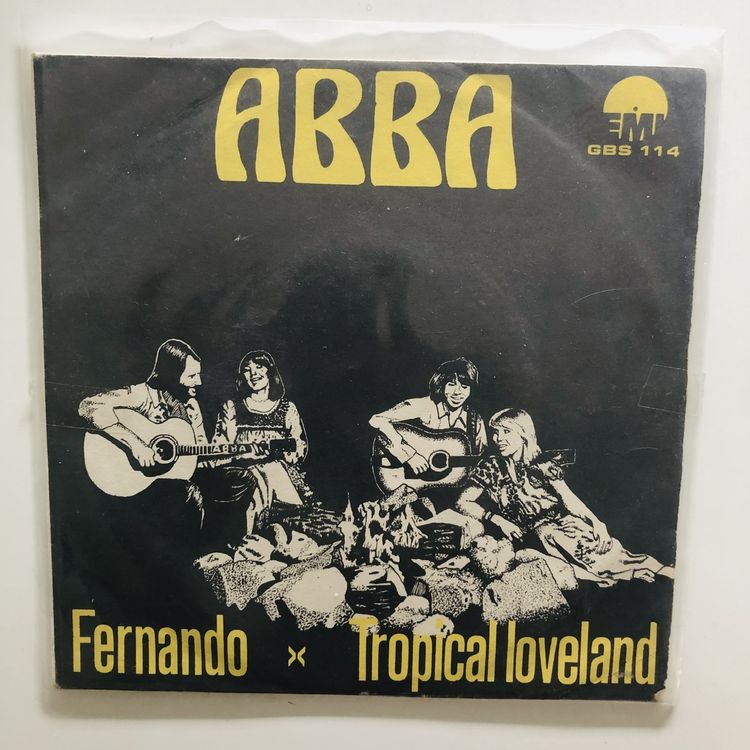 ABBA
EMI
GBS 114
ABBA
Fernando x Tropical loveland